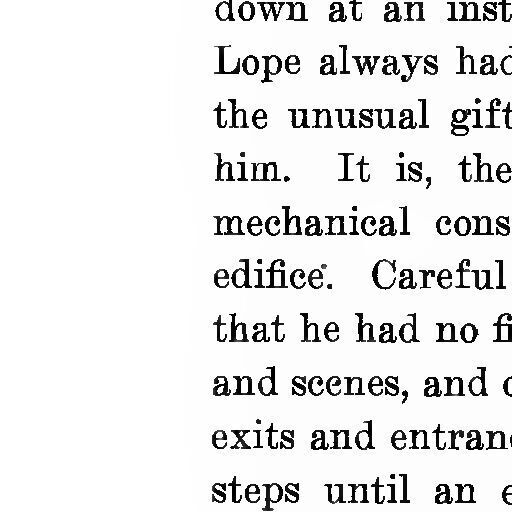 down at an inst
Lope always had
the unusual gift
him. It is, the
mechanical cons
edifice. Careful
that he had no fi
and scenes, and
exits and entran
steps until an